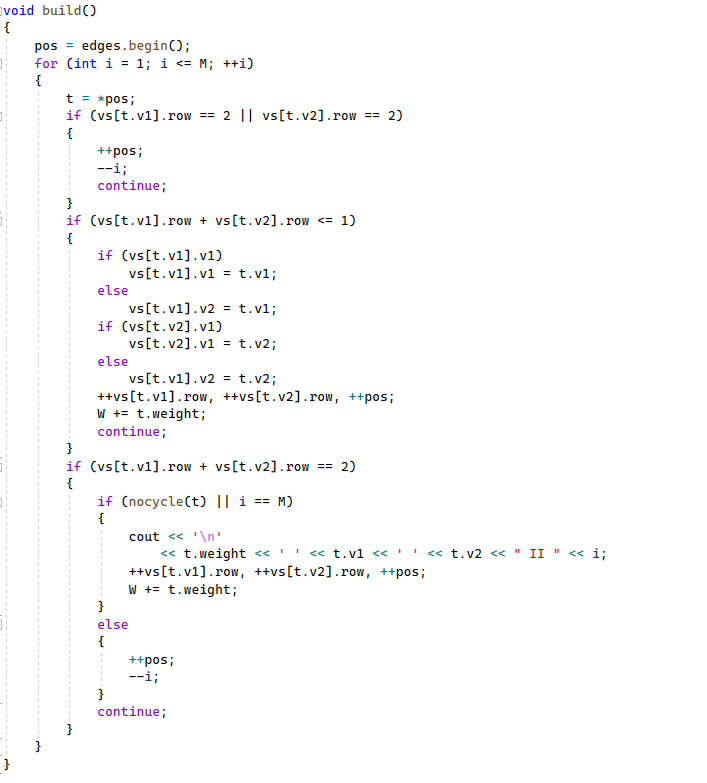 void build()
{
    pos = edges.begin();
    for (int i = 1; i <= M; ++i)
    {
        t = *pos;
        if (vs[t.v1].row == 2 || vs[t.v2].row == 2)
        {
            ++pos;
            --i;
            continue;
        }
        if (vs[t.v1].row + vs[t.v2].row <= 1)
        {
            if (vs[t.v1].v1)
                vs[t.v1].v1 = t.v1;
            else
                vs[t.v1].v2 = t.v1;
            if (vs[t.v2].v1)
                vs[t.v2].v1 = t.v2;
            else
                vs[t.v1].v2 = t.v2;
            ++vs[t.v1].row, ++vs[t.v2].row, ++pos;
            W += t.weight;
            continue;
        }
        if (vs[t.v1].row + vs[t.v2].row == 2)
        {
            if (nocycle(t) || i == M)
            {
                cout << '\n'
                    << t.weight << ' ' << t.v1 << ' ' << t.v2 << " II " << i;
                ++vs[t.v1].row, ++vs[t.v2].row, ++pos;
                W += t.weight;
            }
            else
            {
                ++pos;
                --i;
            }
            continue;
        }
    }
}